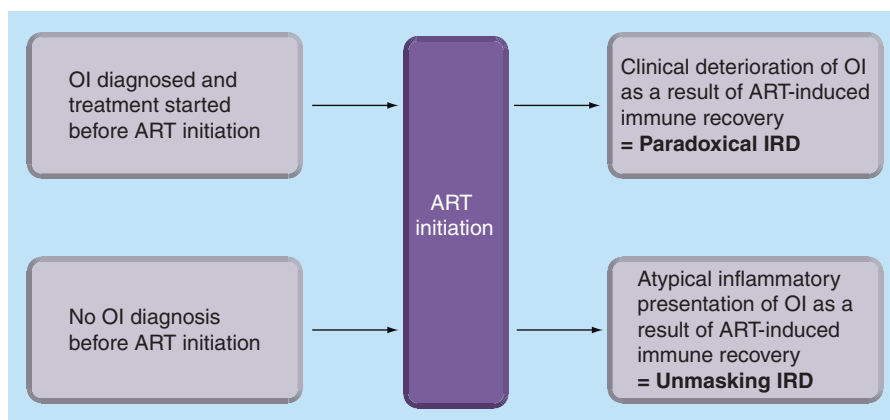 OI diagnosed and
treatment started
before ART initiation
ART
initiation
Clinical deterioration of OI
as a result of ART-induced
immune recovery
= Paradoxical IRD
No OI diagnosis
before ART initiation
Atypical inflammatory
presentation of OI as a
result of ART-induced
immune recovery
= Unmasking IRD